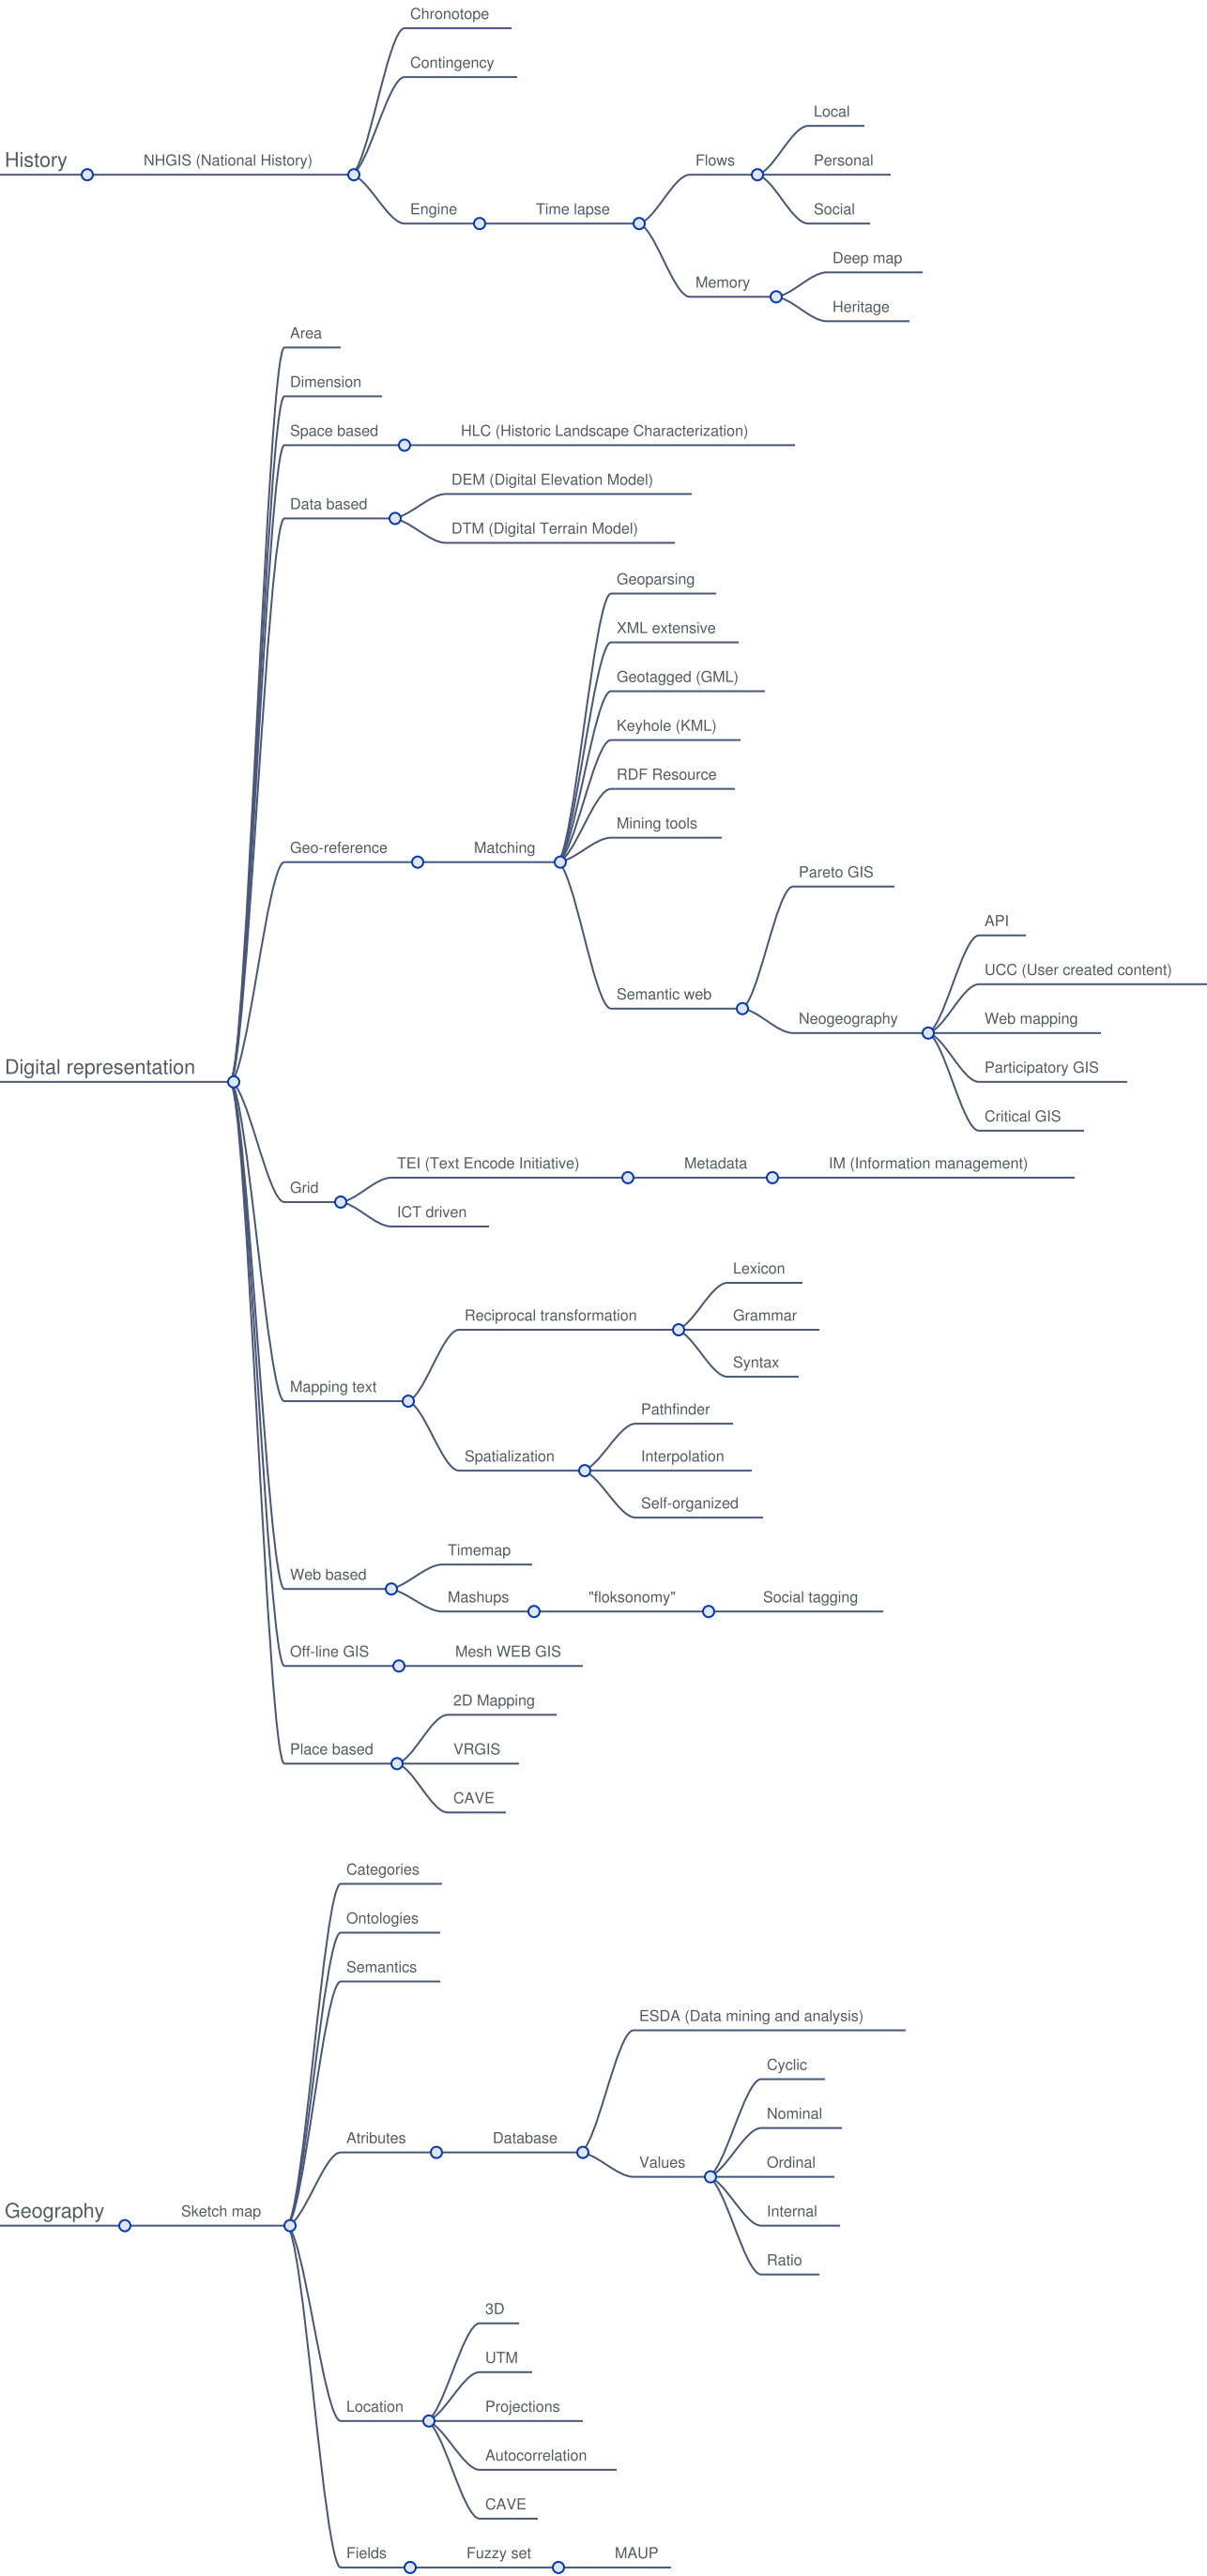 Chronotope
Contingency
Local
History
NHGIS (National History)
Flows
Personal
Engine
Time lapse
Social
Deep map
Memory
Heritage
Area
Dimension
Space based
HLC (Historic Landscape Characterization)
DEM (Digital Elevation Model)
Data based
DTM (Digital Terrain Model)
Geoparsing
XML extensive
Geotagged (GML)
Keyhole (KML)
RDF Resource
Mining tools
Geo-reference
Matching
Pareto GIS
API
UCC (User created content)
Semantic web
Neogeography
Web mapping
Participatory GIS
Critical GIS
Digital representation
TEI (Text Encode Initiative)
Metadata
IM (Information management)
Grid
ICT driven
Lexicon
Reciprocal transformation
Grammar
Syntax
Mapping text
Pathfinder
Spatialization
Interpolation
Self-organized
Timemap
Web based
Mashups
"floksonomy"
Social tagging
Off-line GIS
Mesh WEB GIS
2D Mapping
Place based
VRGIS
CAVE
Categories
Ontologies
Semantics
ESDA (Data mining and analysis)
Cyclic
Nominal
Atributes
Database
Values
Ordinal
Internal
Ratio
Geography
Sketch map
3D
UTM
Location
Projections
Autocorrelation
CAVE
Fields
Fuzzy set
MAUP